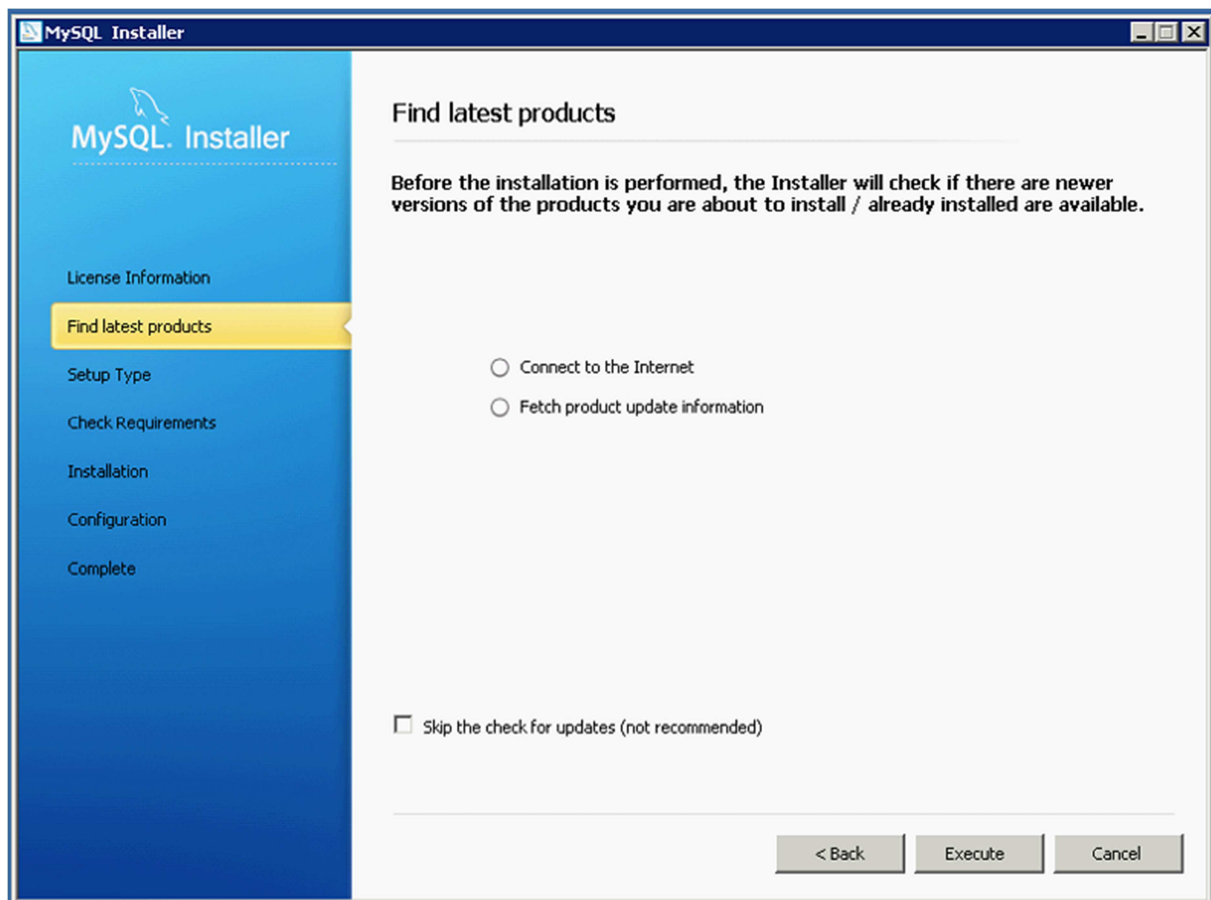 MySQL Installer
MySQL. Installer
License Information
Find latest products
Setup Type
Check Requirements
Installation
Configuration
Complete
Find latest products
Before the installation is performed, the Installer will check if there are newer
versions of the products you are about to install / already installed are available.
Connect to the Internet
Fetch product update information
Skip the check for updates (not recommended)
< Back
Execute
Cancel